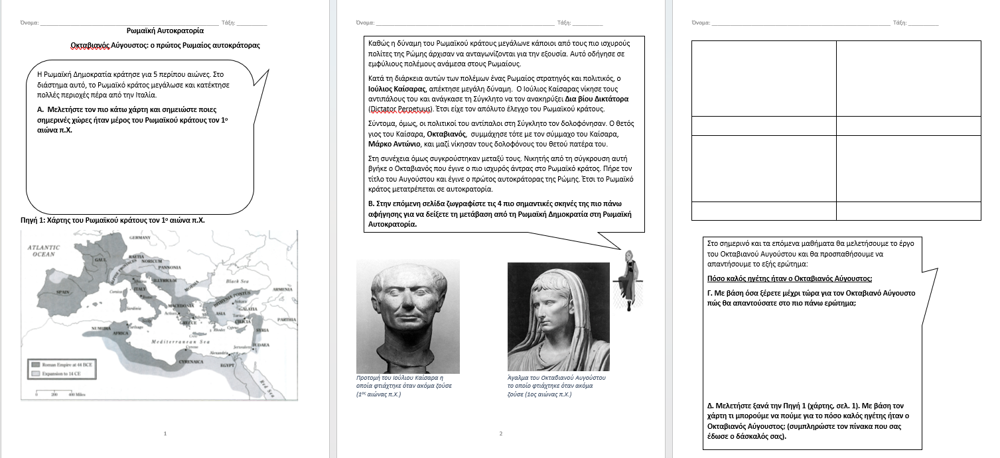 Όνομα: Τάξη:
Ρωμαϊκή Αυτοκρατορία
Οκταβιανός Αύγουστος: ο πρώτος Ρωμαίος αυτοκράτορας
Η Ρωμαϊκή Δημοκρατία κράτησε για 5 περίπου αιώνες. Στο
διάστημα αυτό, το Ρωμαϊκό κράτος μεγάλωσε και κατέκτησε
πολλές περιοχές πέρα από την Ιταλία.
Α. Μελετήστε τον πιο κάτω χάρτη και σημειώστε ποιες
σημερινές χώρες ήταν μέρος του Ρωμαϊκού κράτους τον 1ο
αιώνα π.Χ.
Πηγή 1: Χάρτης του Ρωμαϊκού κράτους τον 1ο αιώνα π.Χ.
ATLANTIC
OCEAN
GERMANY
GAUL
RAETIA
NORICUM
PANNONIA
ALPINE PROVINCES
ILLYRICUM
MOESIA
Black Sea
SPAIN
Corsica
ITALY
Rome
Sardinia
MACEDONIA
BITHYNIA PONTUS
ARMENIA
GALATIA
ASIA
GREECE
CILICIA
PARTHIA
Sicily
Carthage
NUMIDIA
AFRICA
Crete
Rhodes
Cyprus
SYRIA
Mediterranean Sea
Cyrene
Alexandria
Jerusalem
JUDAEA
CYRENAICA
EGYPT
Red Sea
Roman Empire at 44 BCE
Expansion to 14 CE
0 200 400 Miles
1
Όνομα: Τάξη:
Καθώς η δύναμη του Ρωμαϊκού κράτους μεγάλωνε κάποιοι από τους πιο ισχυρούς
πολίτες της Ρώμης άρχισαν να ανταγωνίζονται για την εξουσία. Αυτό οδήγησε σε
εμφύλιους πολέμους ανάμεσα στους Ρωμαίους.
Κατά τη διάρκεια αυτών των πολέμων ένας Ρωμαίος στρατηγός και πολιτικός, ο
Ιούλιος Καίσαρας, απέκτησε μεγάλη δύναμη. Ο Ιούλιος Καίσαρας νίκησε τους
αντιπάλους του και ανάγκασε τη Σύγκλητο να τον ανακηρύξει Δια βίου Δικτάτορα
(Dictator Perpetuus). Έτσι είχε τον απόλυτο έλεγχο του Ρωμαϊκού κράτους.
Σύντομα, όμως, οι πολιτικοί του αντίπαλοι στη Σύγκλητο τον δολοφόνησαν. Ο θετός
γιος του Καίσαρα, Οκταβιανός, συμμάχησε τότε με τον σύμμαχο του Καίσαρα,
Μάρκο Αντώνιο, και μαζί νίκησαν τους δολοφόνους του θετού πατέρα του.
Στη συνέχεια όμως συγκρούστηκαν μεταξύ τους. Νικητής από τη σύγκρουση αυτή
βγήκε ο Οκταβιανός που έγινε ο πιο ισχυρός άντρας στο Ρωμαϊκό κράτος. Πήρε τον
τίτλο του Αυγούστου και έγινε ο πρώτος αυτοκράτορας της Ρώμης. Έτσι το Ρωμαϊκό
κράτος μετατρέπεται σε αυτοκρατορία.
Β. Στην επόμενη σελίδα ζωγραφίστε τις 4 πιο σημαντικές σκηνές της πιο πάνω
αφήγησης για να δείξετε τη μετάβαση από τη Ρωμαϊκή Δημοκρατία στη Ρωμαϊκή
Αυτοκρατορία.
Προτομή του Ιούλιου Καίσαρα η
οποία φτιάχτηκε όταν ακόμα ζούσε
(1ος αιώνας π.Χ.)
Άγαλμα του Οκταβιανού Αυγούστου
το οποίο φτιάχτηκε όταν ακόμα
ζούσε (1ος αιώνας π.Χ.)
2
Όνομα: Τάξη:
Στο σημερινό και τα επόμενα μαθήματα θα μελετήσουμε το έργο
του Οκταβιανού Αυγούστου και θα προσπαθήσουμε να
απαντήσουμε το εξής ερώτημα:
Πόσο καλός ηγέτης ήταν ο Οκταβιανός Αύγουστος;
Γ. Με βάση όσα ξέρετε μέχρι τώρα για τον Οκταβιανό Αύγουστο
πώς θα απαντούσατε στο πιο πάνω ερώτημα;
Δ. Μελετήστε ξανά την Πηγή 1 (χάρτης, σελ. 1). Με βάση τον
χάρτη τι μπορούμε να πούμε για το πόσο καλός ηγέτης ήταν ο
Οκταβιανός Αύγουστος; (συμπληρώστε τον πίνακα που σας
έδωσε ο δάσκαλός σας).